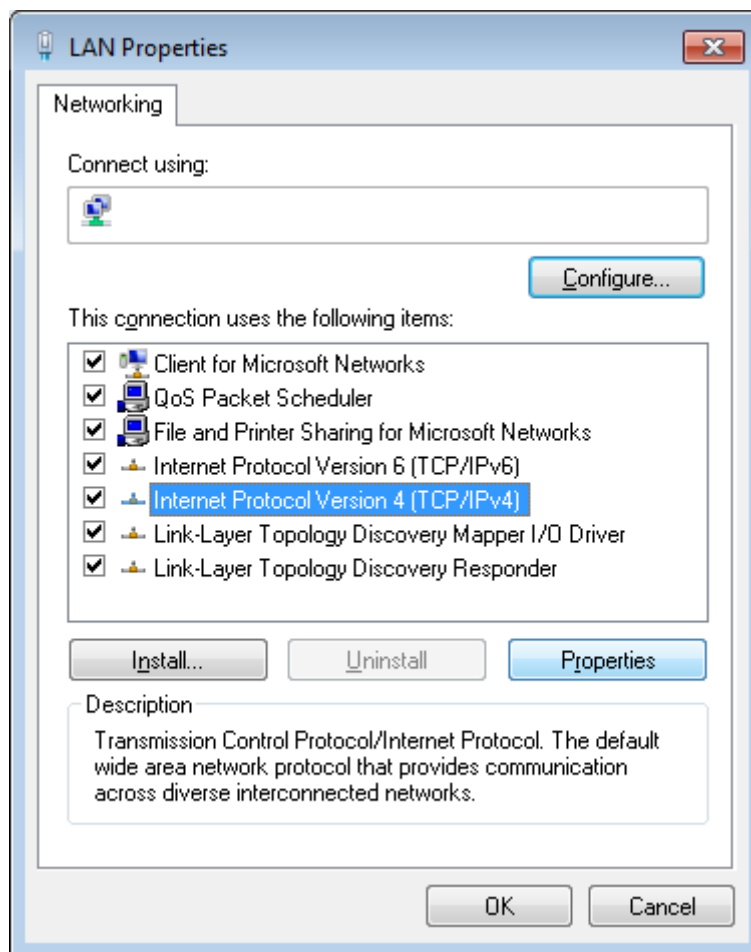 LAN Properties
Networking
Connect using:
Configure...
This connection uses the following items:
Client for Microsoft Networks
QoS Packet Scheduler
File and Printer Sharing for Microsoft Networks
Internet Protocol Version 6 (TCP/IPv6)
Internet Protocol Version 4 (TCP/IPv4)
Link-Layer Topology Discovery Mapper I/O Driver
Link-Layer Topology Discovery Responder
Install... Uninstall Properties
Description
Transmission Control Protocol/Internet Protocol. The default
wide area network protocol that provides communication
across diverse interconnected networks.
OK Cancel